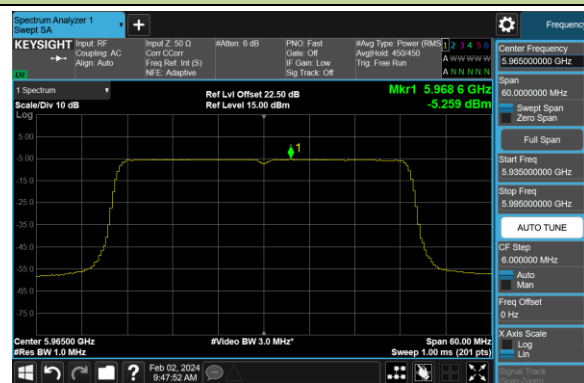 Spectrum Analyzer 1
Swept SA
+
Frequency
KEYSIGHT
Input: RF
Coupling: AC
Align: Auto
Input Z: 50 Ω
Corr CCorr
Freq Ref: Int (S)
NFE: Adaptive
#Atten: 6 dB
PNO: Fast
Gate: Off
IF Gain: Low
Sig Track: Off
#Avg Type: Power (RMS
Avg|Hold: 450/450
Trig: Free Run
1 2 3 4 5 6
A W W W W W
A N N N N N
LW
1 Spectrum
Scale/Div 10 dB
Log
Ref Lvl Offset 22.50 dB
Ref Level 15.00 dBm
Mkr1 5.968 6 GHz
-5.259 dBm
5.00
-5.00
-15.0
-25.0
-35.0
-45.0
-55.0
-65.0
-75.0
1
Center 5.96500 GHz
#Res BW 1.0 MHz
#Video BW 3.0 MHz*
Span 60.00 MHz
Sweep 1.00 ms (201 pts)
Center Frequency
5.965000000 GHz
Span
60.0000000 MHz
Swept Span
Zero Span
Full Span
Start Freq
5.935000000 GHz
Stop Freq
5.995000000 GHz
AUTO TUNE
CF Step
6.000000 MHz
Auto
Man
Freq Offset
0 Hz
X Axis Scale
Log
Lin
Signal Track
?
Feb 02, 2024
9:47:52 AM